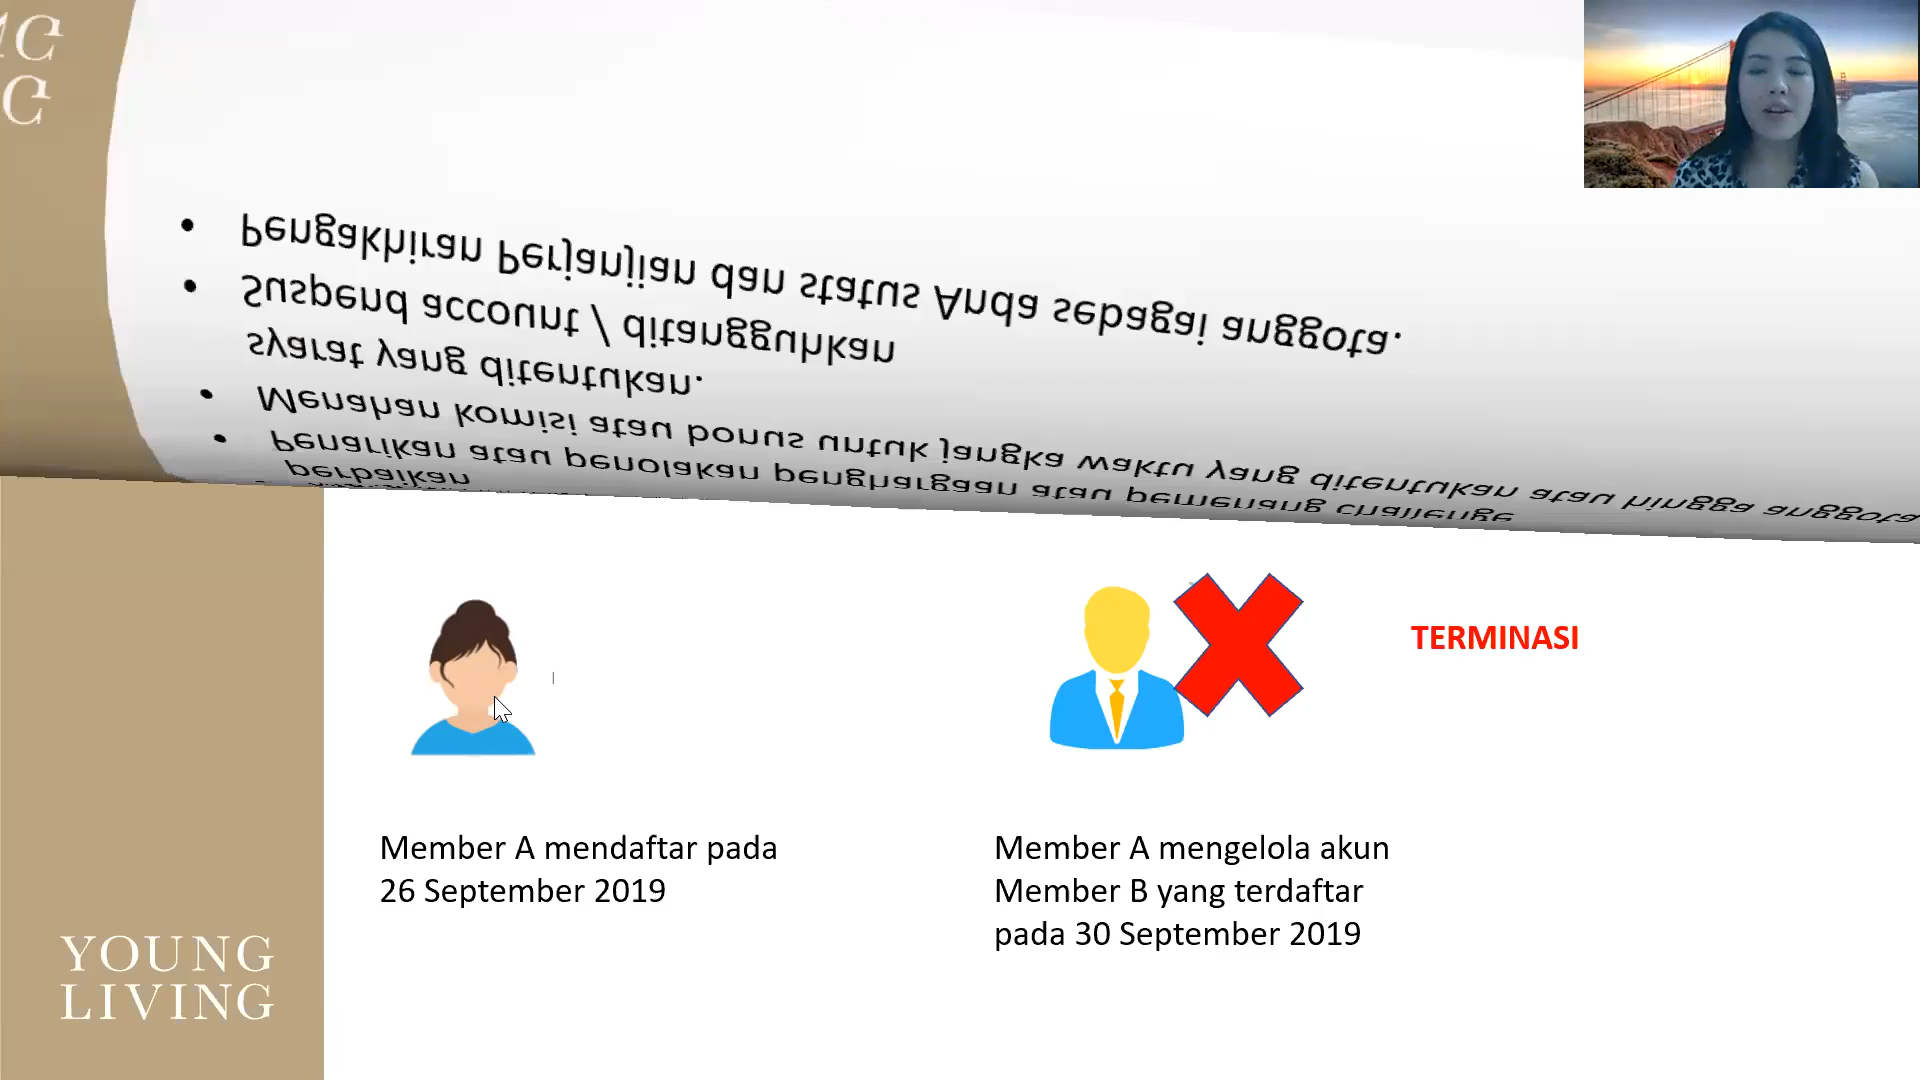 • Pengakhiran Perjanjian dan status Anda sebagai anggota.
• Suspend account / ditangguhkan
syarat yang ditentukan.
• Menahan komisi atau bonus untuk jangka waktu yang ditentukan atau hingga anggota
• Penarikan atau penolakan penghargaan atau pemenang challenge
perbaikan
TERMINASI
Member A mendaftar pada
26 September 2019
Member A mengelola akun
Member B yang terdaftar
pada 30 September 2019
YOUNG
LIVING